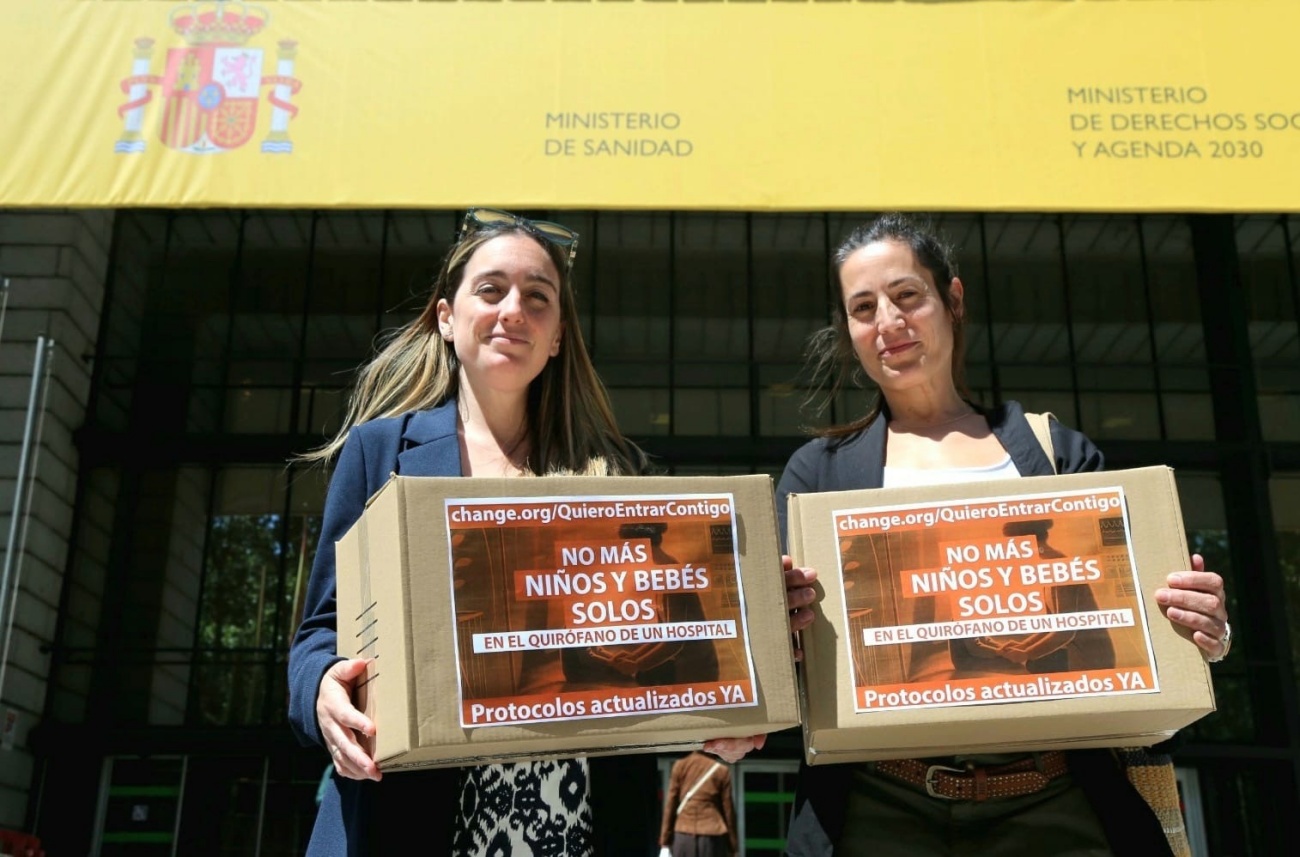 MINISTERIO
DE SANIDAD
MINISTERIO
DE DERECHOS SOC
Y AGENDA 2030
change.org/QuieroEntrarContigo
NO MÁS
NIÑOS Y BEBÉS
SOLOS
EN EL QUIRÓFANO DE UN HOSPITAL
Protocolos actualizados YA
change.org/QuieroEntrarContigo
NO MÁS
NIÑOS Y BEBÉS
SOLOS
EN EL QUIRÓFANO DE UN HOSPITAL
Protocolos actualizados YA